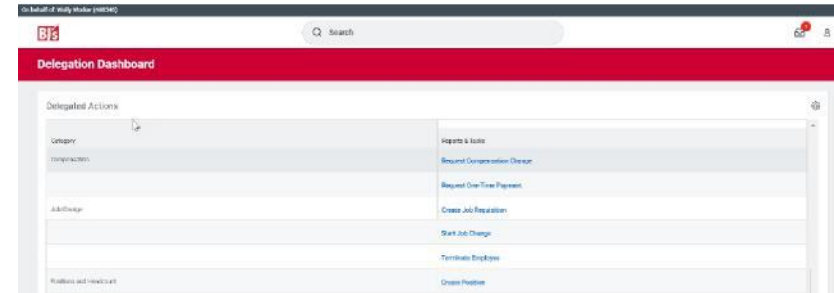 On behalf of: Wally Walker
BJ's
Search
Delegation Dashboard
Delegated Actions
Category
Reports & Tasks
Compensation
Request Compensation Change
Request One-Time Payment
Job Change
Create Job Requisition
Start Job Change
Terminate Employee
Positions and Headcount
Create Position